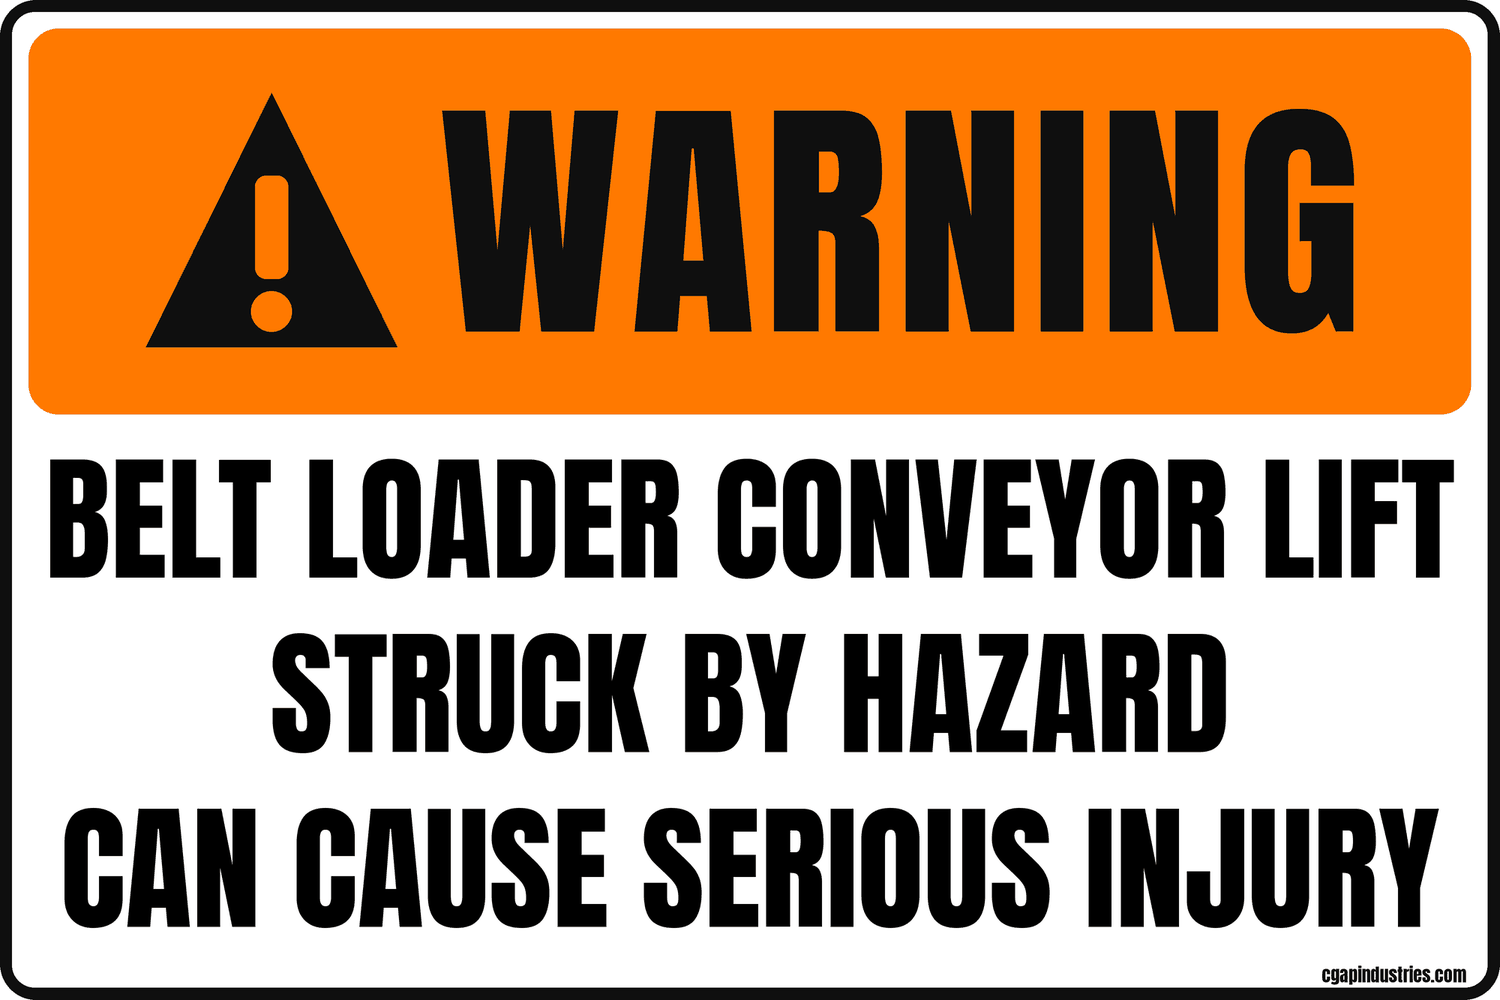 WARNING
BELT LOADER CONVEYOR LIFT
STRUCK BY HAZARD
CAN CAUSE SERIOUS INJURY
cgapindustries.com